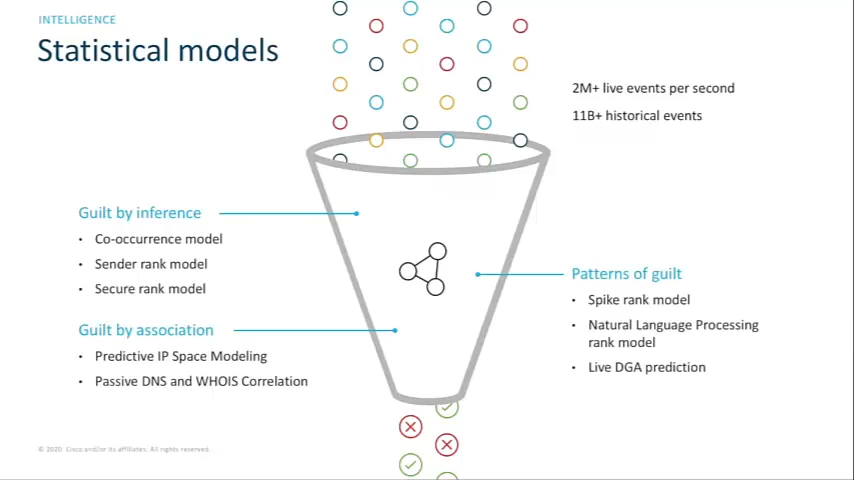 INTELLIGENCE
Statistical models
2M+ live events per second
11B+ historical events
Guilt by inference
• Co-occurrence model
• Sender rank model
• Secure rank model
Guilt by association
• Predictive IP Space Modeling
• Passive DNS and WHOIS Correlation
Patterns of guilt
• Spike rank model
• Natural Language Processing
rank model
• Live DGA prediction
© 2020 Cisco and/or its affiliates. All rights reserved.